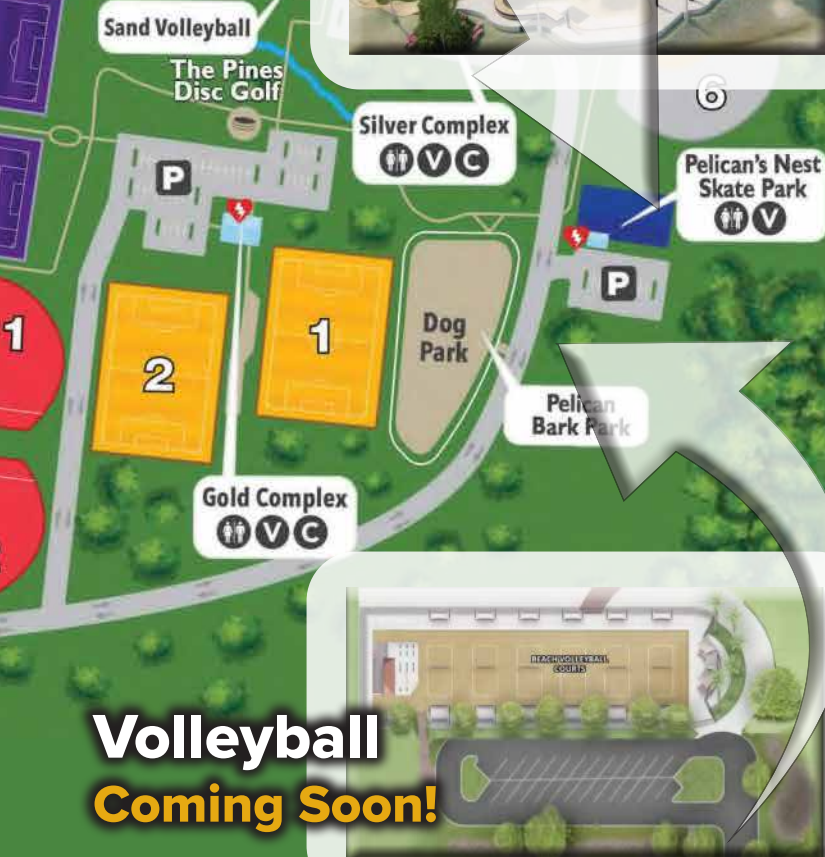 Sand Volleyball
The Pines
Disc Golf
6
Silver Complex
V C
Pelican's Nest
Skate Park
V
P
P
1
2
1
Dog
Park
Pelican
Bark Park
Gold Complex
V C
BEACH VOLLEYBALL
COURTS
Volleyball
Coming Soon!